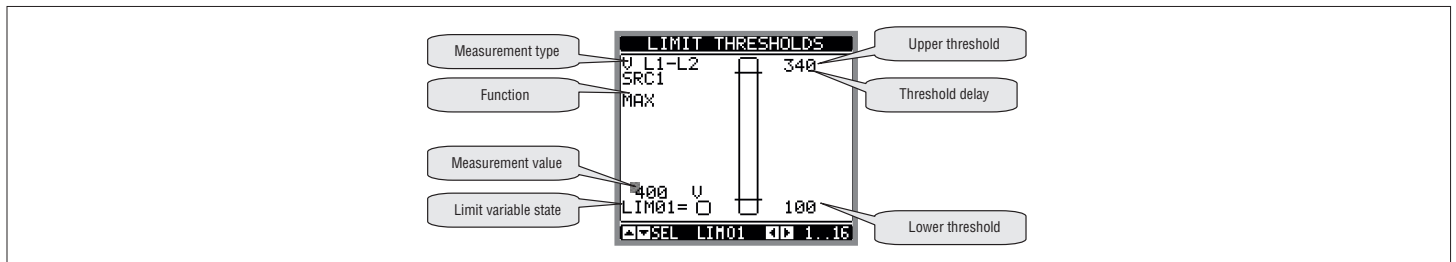 LIMIT THRESHOLDS
Measurement type
V L1-L2
340
Upper threshold
SRC1
Threshold delay
Function
MAX
Measurement value
400 V
Limit variable state
LIM01=
100
Lower threshold
SEL LIM01 1..16